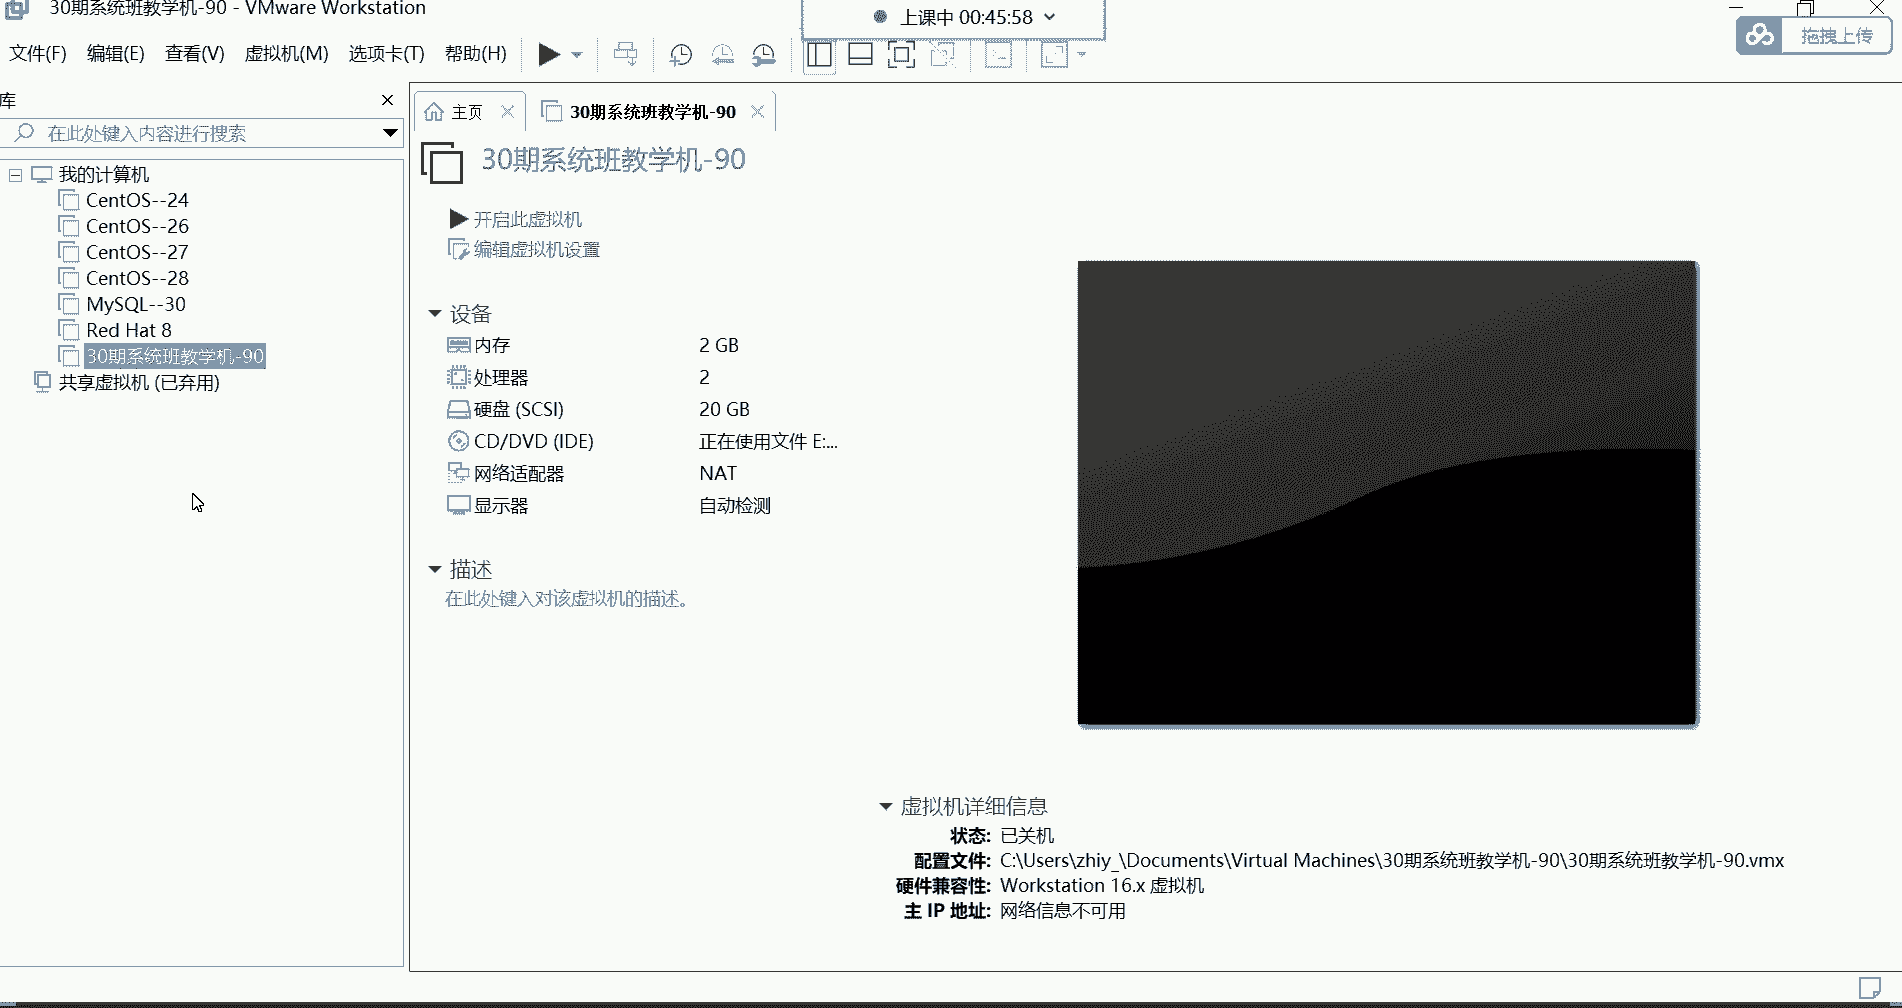 30期系统班教学机-90 - VMware Workstation
上课中 00:45:58
拖拽上传
文件(F) 编辑(E) 查看(V) 虚拟机(M) 选项卡(T) 帮助(H)
库
在此处键入内容进行搜索
我的计算机
CentOS--24
CentOS--26
CentOS--27
CentOS--28
MySQL--30
Red Hat 8
30期系统班教学机-90
共享虚拟机 (已弃用)
主页 30期系统班教学机-90
30期系统班教学机-90
开启此虚拟机
编辑虚拟机设置
设备
内存 2 GB
处理器 2
硬盘 (SCSI) 20 GB
CD/DVD (IDE) 正在使用文件 E:...
网络适配器 NAT
显示器 自动检测
描述
在此处键入对该虚拟机的描述。
虚拟机详细信息
状态: 已关机
配置文件: C:\Users\zhiy_\Documents\Virtual Machines\30期系统班教学机-90\30期系统班教学机-90.vmx
硬件兼容性: Workstation 16.x 虚拟机
主 IP 地址: 网络信息不可用